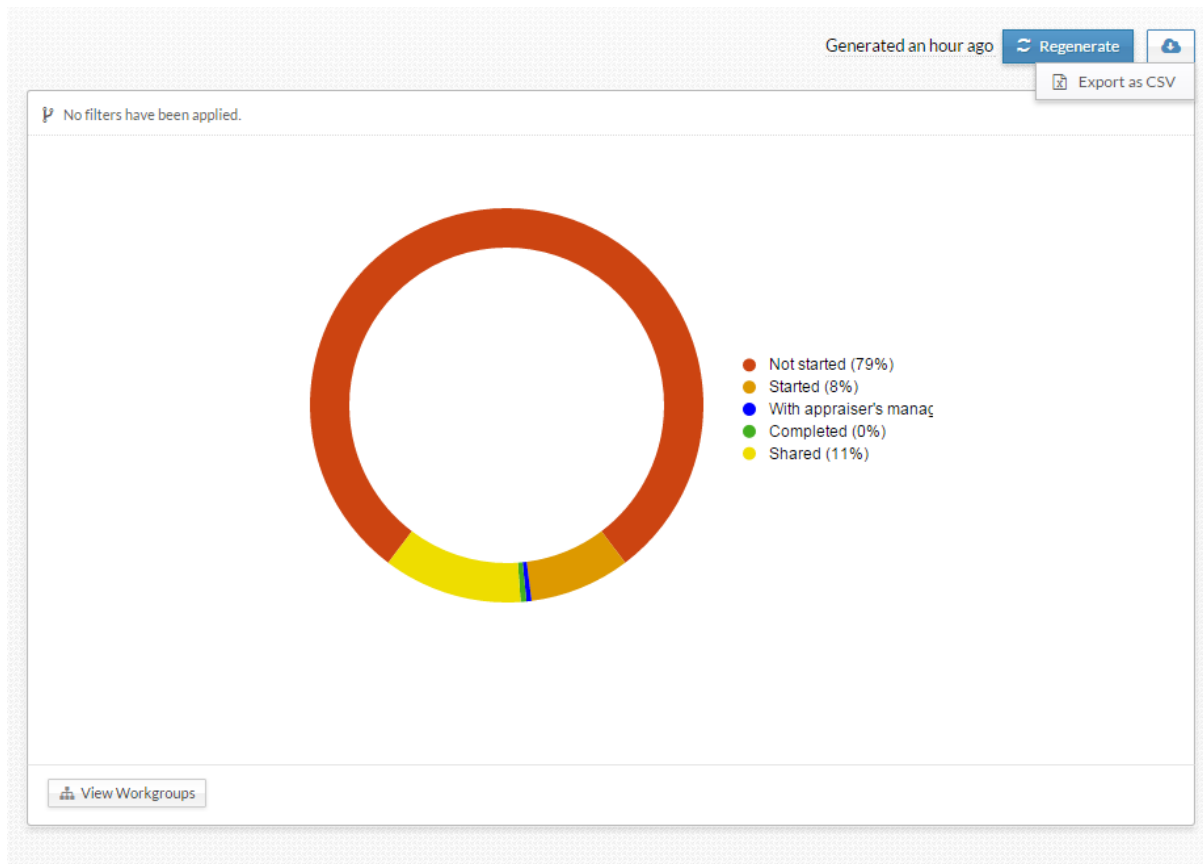 Generated an hour ago Regenerate
Export as CSV
No filters have been applied.
Not started (79%)
Started (8%)
With appraiser's manag
Completed (0%)
Shared (11%)
View Workgroups